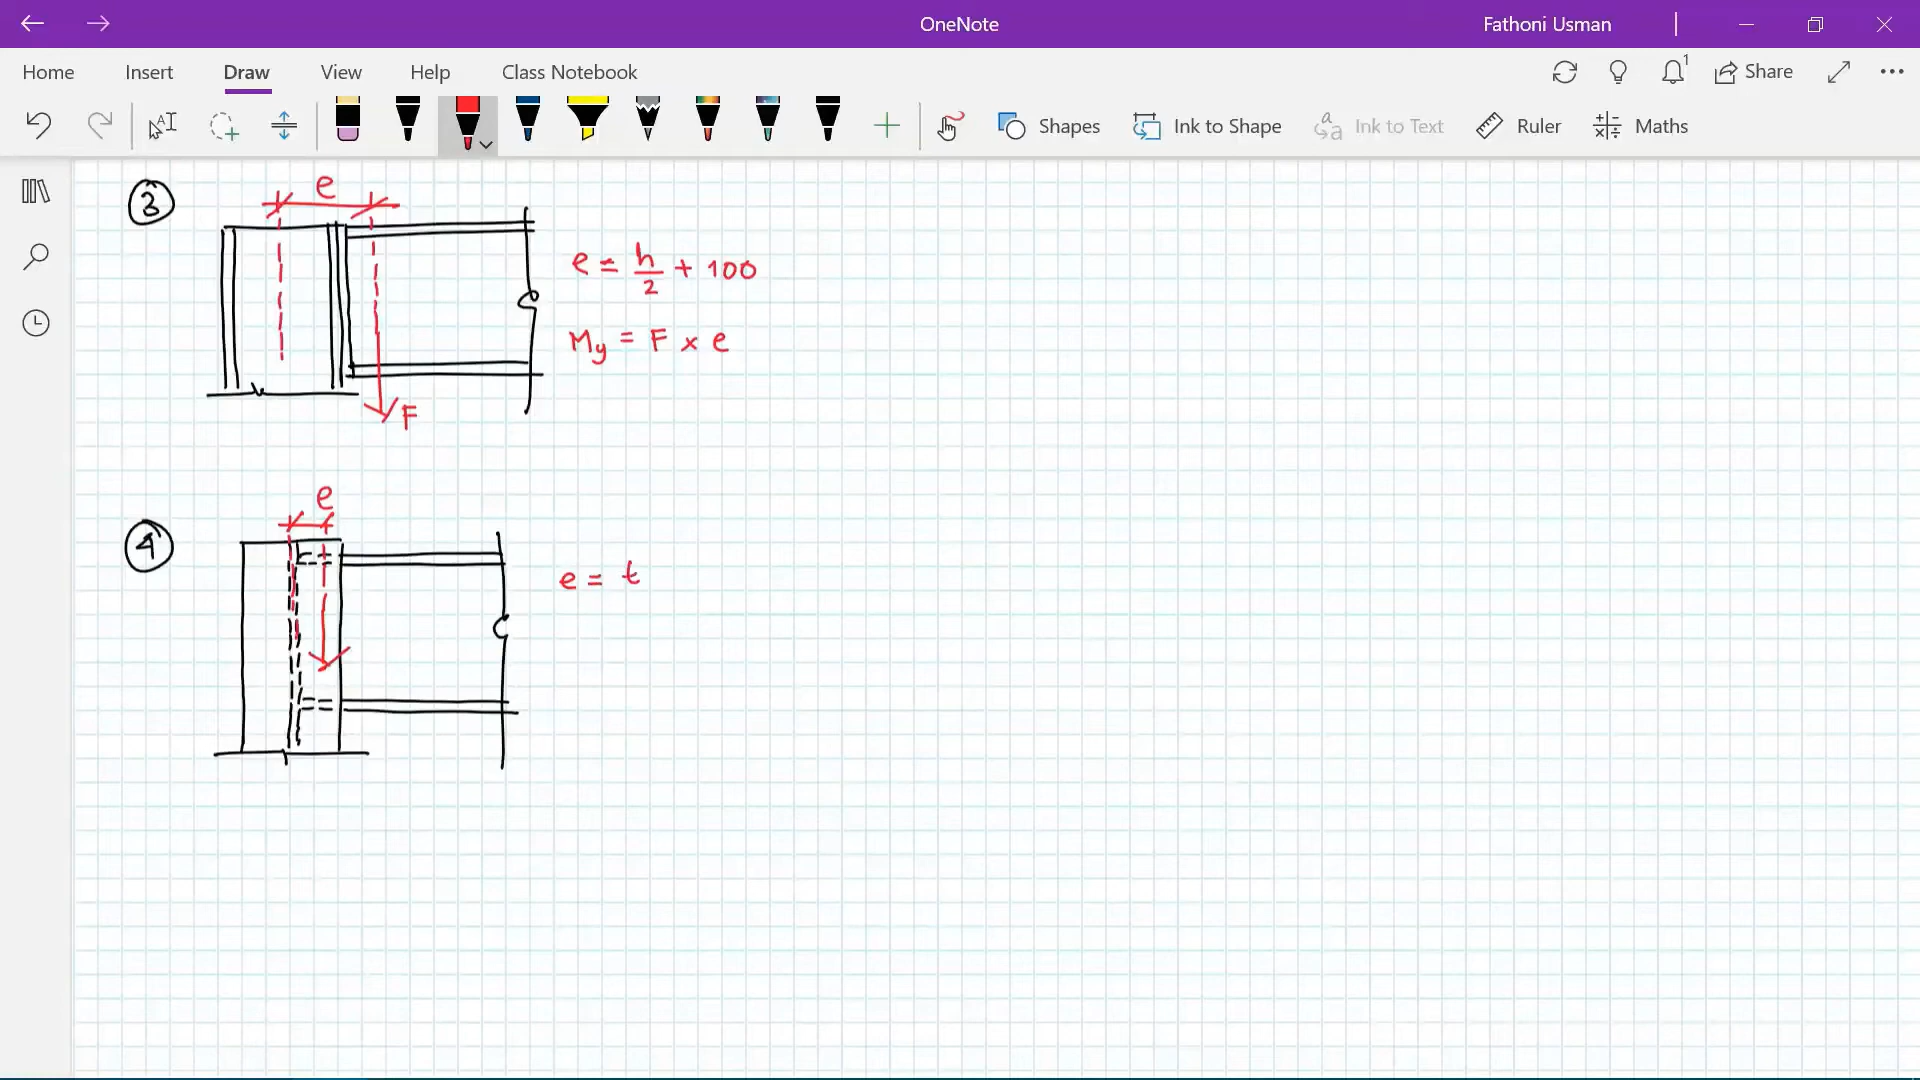 OneNote
Fathoni Usman
Home Insert Draw View Help Class Notebook
1 Share
Shapes Ink to Shape Ink to Text Ruler Maths
3
e
e = h/2 + 100
My = F × e
F
e
4
e = t